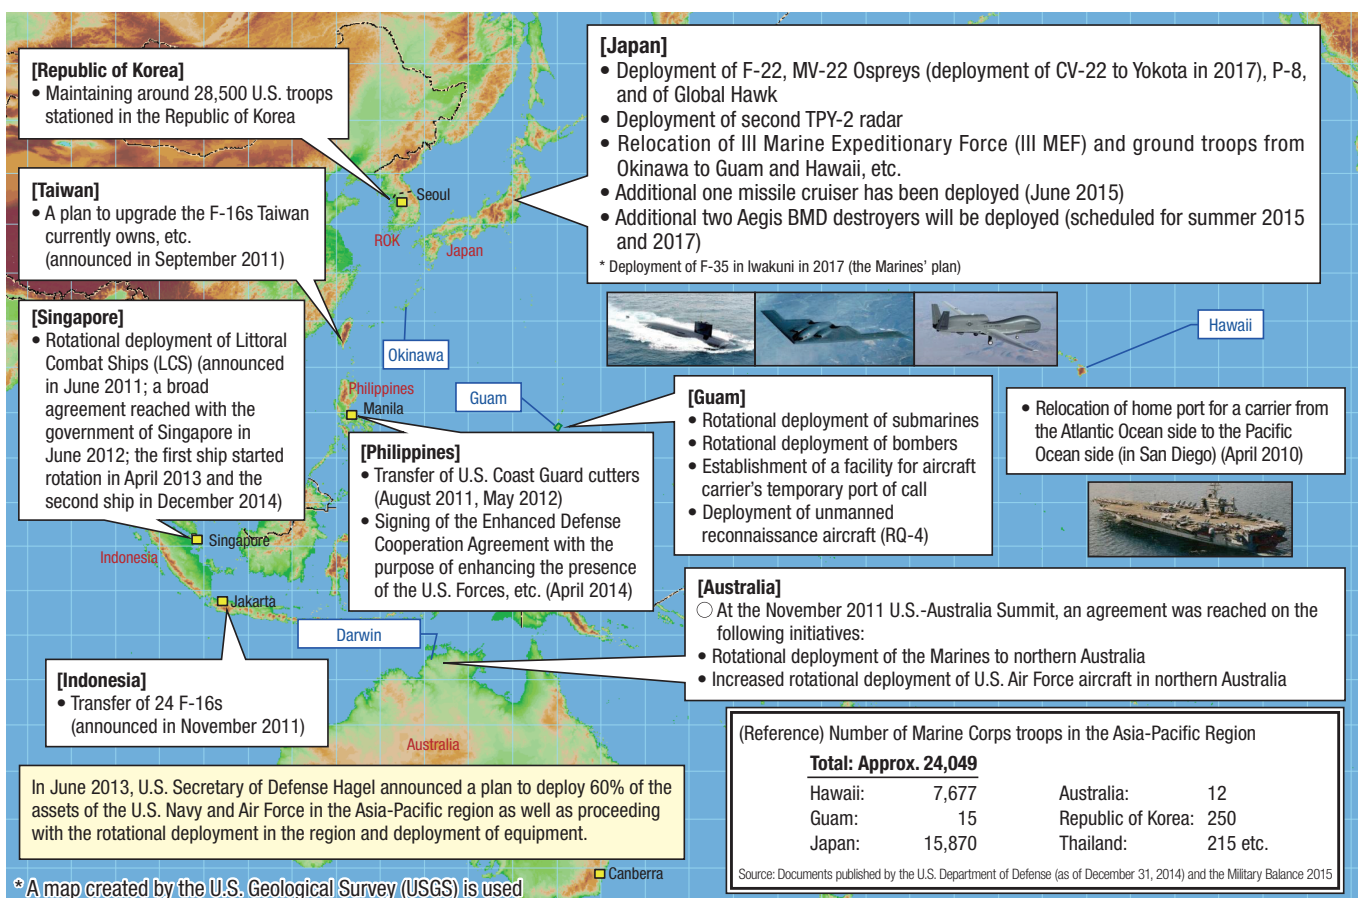 [Republic of Korea]
• Maintaining around 28,500 U.S. troops
stationed in the Republic of Korea
[Taiwan]
• A plan to upgrade the F-16s Taiwan
currently owns, etc.
(announced in September 2011)
[Singapore]
• Rotational deployment of Littoral
Combat Ships (LCS) (announced
in June 2011; a broad
agreement reached with the
government of Singapore in
June 2012; the first ship started
rotation in April 2013 and the
second ship in December 2014)
[Japan]
• Deployment of F-22, MV-22 Ospreys (deployment of CV-22 to Yokota in 2017), P-8,
and of Global Hawk
• Deployment of second TPY-2 radar
• Relocation of III Marine Expeditionary Force (III MEF) and ground troops from
Okinawa to Guam and Hawaii, etc.
• Additional one missile cruiser has been deployed (June 2015)
• Additional two Aegis BMD destroyers will be deployed (scheduled for summer 2015
and 2017)
* Deployment of F-35 in Iwakuni in 2017 (the Marines' plan)
Seoul
ROK
Japan
Okinawa
Hawaii
Philippines
Manila
Guam
[Guam]
• Rotational deployment of submarines
• Rotational deployment of bombers
• Establishment of a facility for aircraft
carrier's temporary port of call
• Deployment of unmanned
reconnaissance aircraft (RQ-4)
• Relocation of home port for a carrier from
the Atlantic Ocean side to the Pacific
Ocean side (in San Diego) (April 2010)
[Philippines]
• Transfer of U.S. Coast Guard cutters
(August 2011, May 2012)
• Signing of the Enhanced Defense
Cooperation Agreement with the
purpose of enhancing the presence
of the U.S. Forces, etc. (April 2014)
Singapore
Indonesia
Jakarta
Darwin
[Australia]
○ At the November 2011 U.S.-Australia Summit, an agreement was reached on the
following initiatives:
• Rotational deployment of the Marines to northern Australia
• Increased rotational deployment of U.S. Air Force aircraft in northern Australia
[Indonesia]
• Transfer of 24 F-16s
(announced in November 2011)
Australia
In June 2013, U.S. Secretary of Defense Hagel announced a plan to deploy 60% of the
assets of the U.S. Navy and Air Force in the Asia-Pacific region as well as proceeding
with the rotational deployment in the region and deployment of equipment.
(Reference) Number of Marine Corps troops in the Asia-Pacific Region
Total: Approx. 24,049
Hawaii: 7,677 Australia: 12
Guam: 15 Republic of Korea: 250
Japan: 15,870 Thailand: 215 etc.
Source: Documents published by the U.S. Department of Defense (as of December 31, 2014) and the Military Balance 2015
Canberra
* A map created by the U.S. Geological Survey (USGS) is used